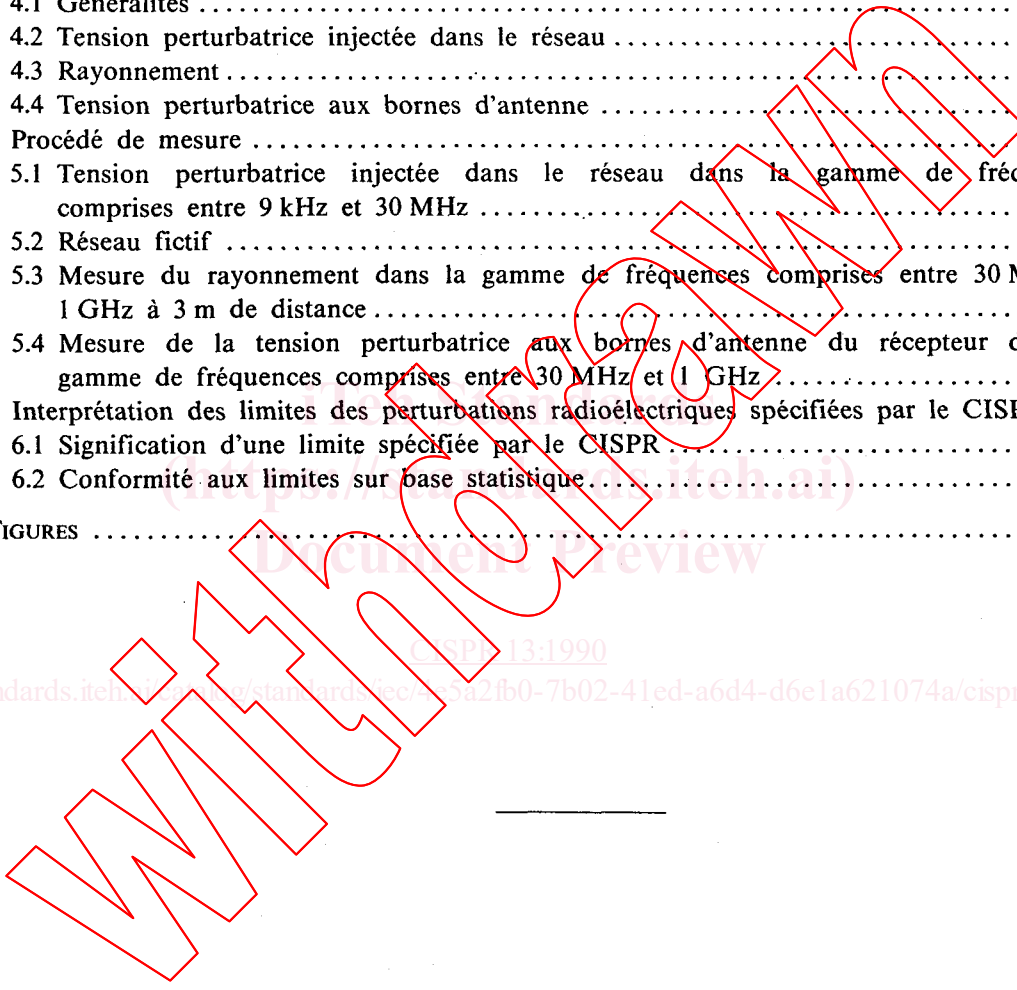 4.1 Généralités ........................................
4.2 Tension perturbatrice injectée dans le réseau ........................................
4.3 Rayonnement ........................................
4.4 Tension perturbatrice aux bornes d'antenne ........................................
Procédé de mesure ........................................
5.1 Tension perturbatrice injectée dans le réseau dans la gamme de fréq
comprises entre 9 kHz et 30 MHz ........................................
5.2 Réseau fictif ........................................
5.3 Mesure du rayonnement dans la gamme de fréquences comprises entre 30 M
1 GHz à 3 m de distance ........................................
5.4 Mesure de la tension perturbatrice aux bornes d'antenne du récepteur d
gamme de fréquences comprises entre 30 MHz et 1 GHz ........................................
iTeh Standards
Interprétation des limites des perturbations radioélectriques spécifiées par le CISP
6.1 Signification d'une limite spécifiée par le CISPR ........................................
(https://standards.iteh.ai)
6.2 Conformité aux limites sur base statistique ........................................
FIGURES ........................................
Document Preview
CISPR 13:1990
ndards.iteh.ai/catalog/standards/iec/4e5a2fb0-7b02-41ed-a6d4-d6e1a621074a/cispr
withdrawn